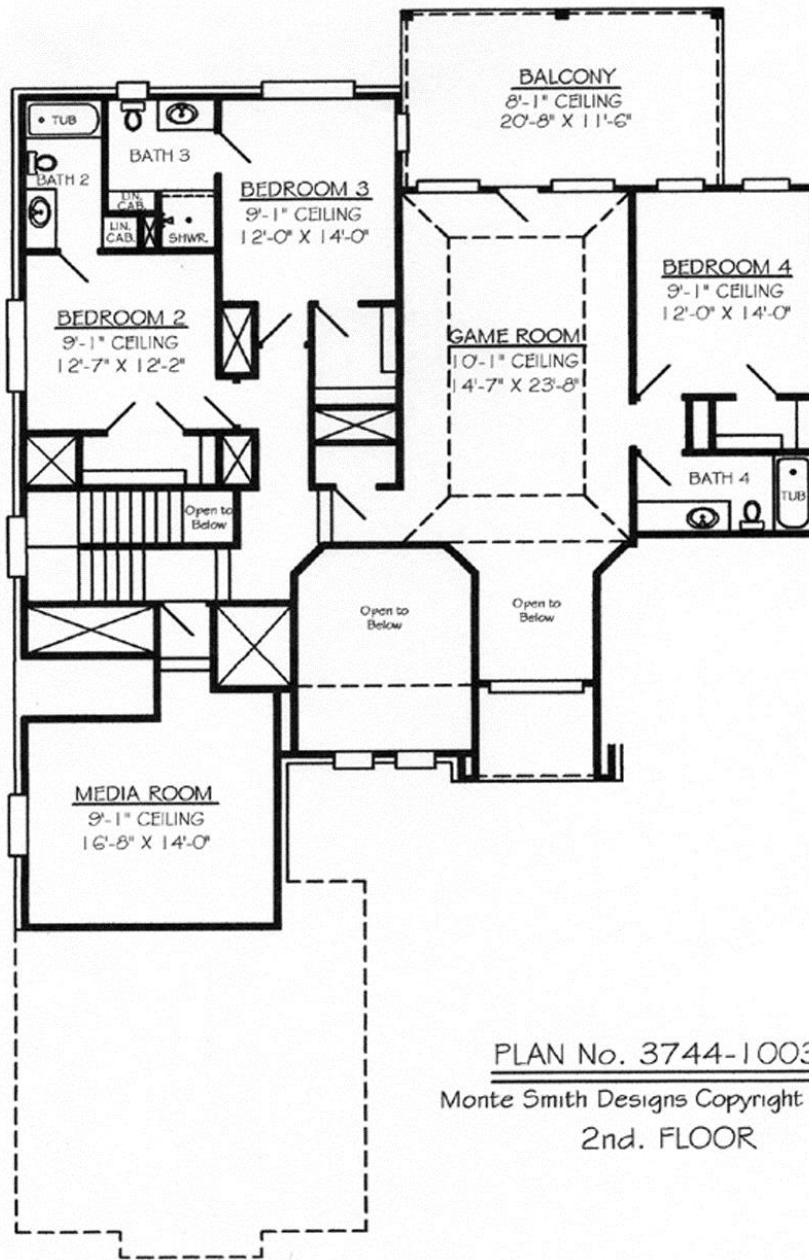 BALCONY
8'-1" CEILING
20'-8" X 11'-6"
TUB
BATH 3
BATH 2
LIN.
CAB.
LIN.
CAB.
SHWR.
BEDROOM 3
9'-1" CEILING
12'-0" X 14'-0"
BEDROOM 4
9'-1" CEILING
12'-0" X 14'-0"
BEDROOM 2
9'-1" CEILING
12'-7" X 12'-2"
GAME ROOM
10'-1" CEILING
14'-7" X 23'-8"
BATH 4
TUB
Open to
Below
Open to
Below
Open to
Below
MEDIA ROOM
9'-1" CEILING
16'-8" X 14'-0"
PLAN No. 3744-1003
Monte Smith Designs Copyright
2nd. FLOOR